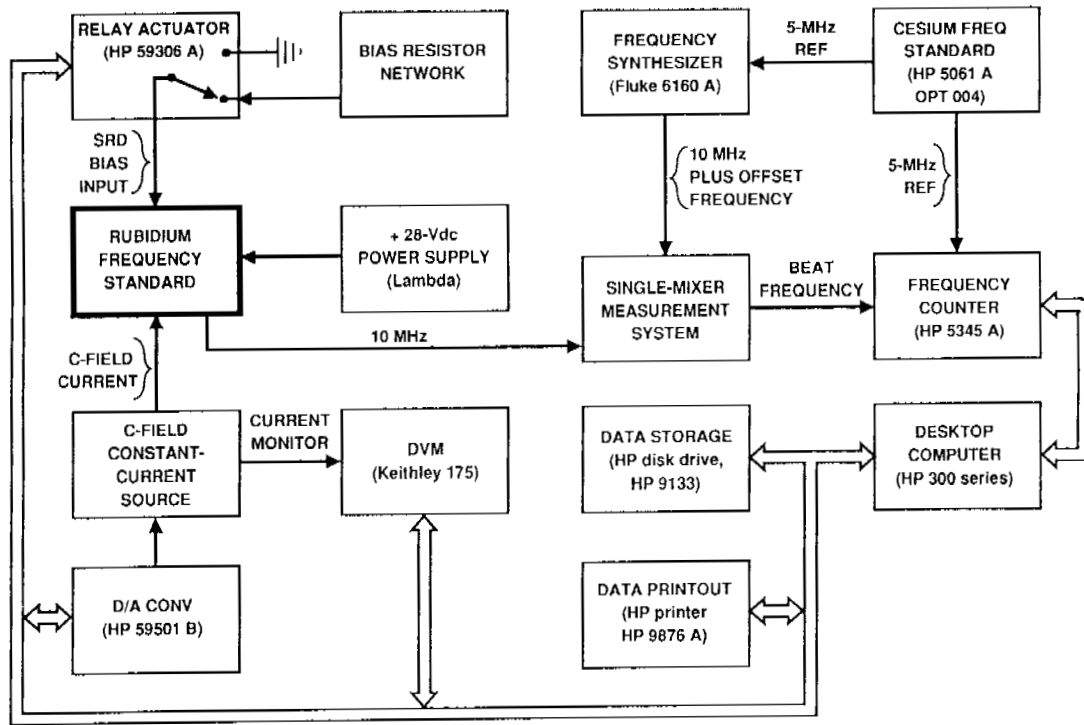 RELAY ACTUATOR
(HP 59306 A)
BIAS RESISTOR
NETWORK
FREQUENCY
SYNTHESIZER
(Fluke 6160 A)
5-MHz
REF
CESIUM FREQ
STANDARD
(HP 5061 A
OPT 004)
SRD
BIAS
INPUT
10 MHz
PLUS OFFSET
FREQUENCY
5-MHz
REF
RUBIDIUM
FREQUENCY
STANDARD
+ 28-Vdc
POWER SUPPLY
(Lambda)
SINGLE-MIXER
MEASUREMENT
SYSTEM
BEAT
FREQUENCY
FREQUENCY
COUNTER
(HP 5345 A)
10 MHz
C-FIELD
CURRENT
C-FIELD
CONSTANT-
CURRENT
SOURCE
CURRENT
MONITOR
DVM
(Keithley 175)
DATA STORAGE
(HP disk drive,
HP 9133)
DESKTOP
COMPUTER
(HP 300 series)
D/A CONV
(HP 59501 B)
DATA PRINTOUT
(HP printer
HP 9876 A)